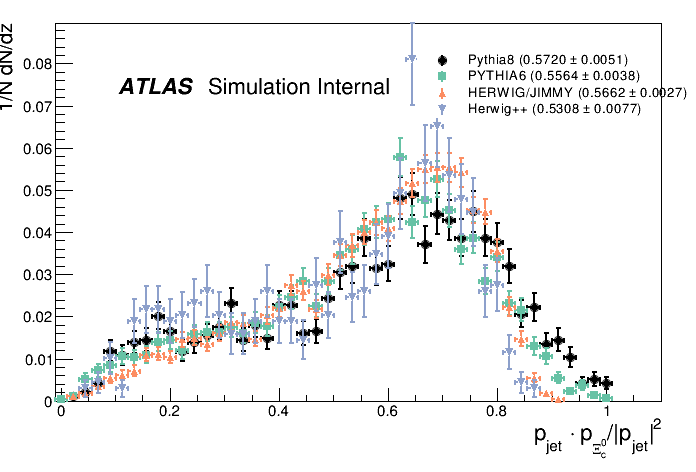 1/N dN/dz
ATLAS Simulation Internal
Pythia8 (0.5720 ± 0.0051)
PYTHIA6 (0.5564 ± 0.0038)
HERWIG/JIMMY (0.5662 ± 0.0027)
Herwig++ (0.5308 ± 0.0077)
0.08
0.07
0.06
0.05
0.04
0.03
0.02
0.01
0
0 0.2 0.4 0.6 0.8 1
p_jet · p_Ξ_c^0/|p_jet|^2